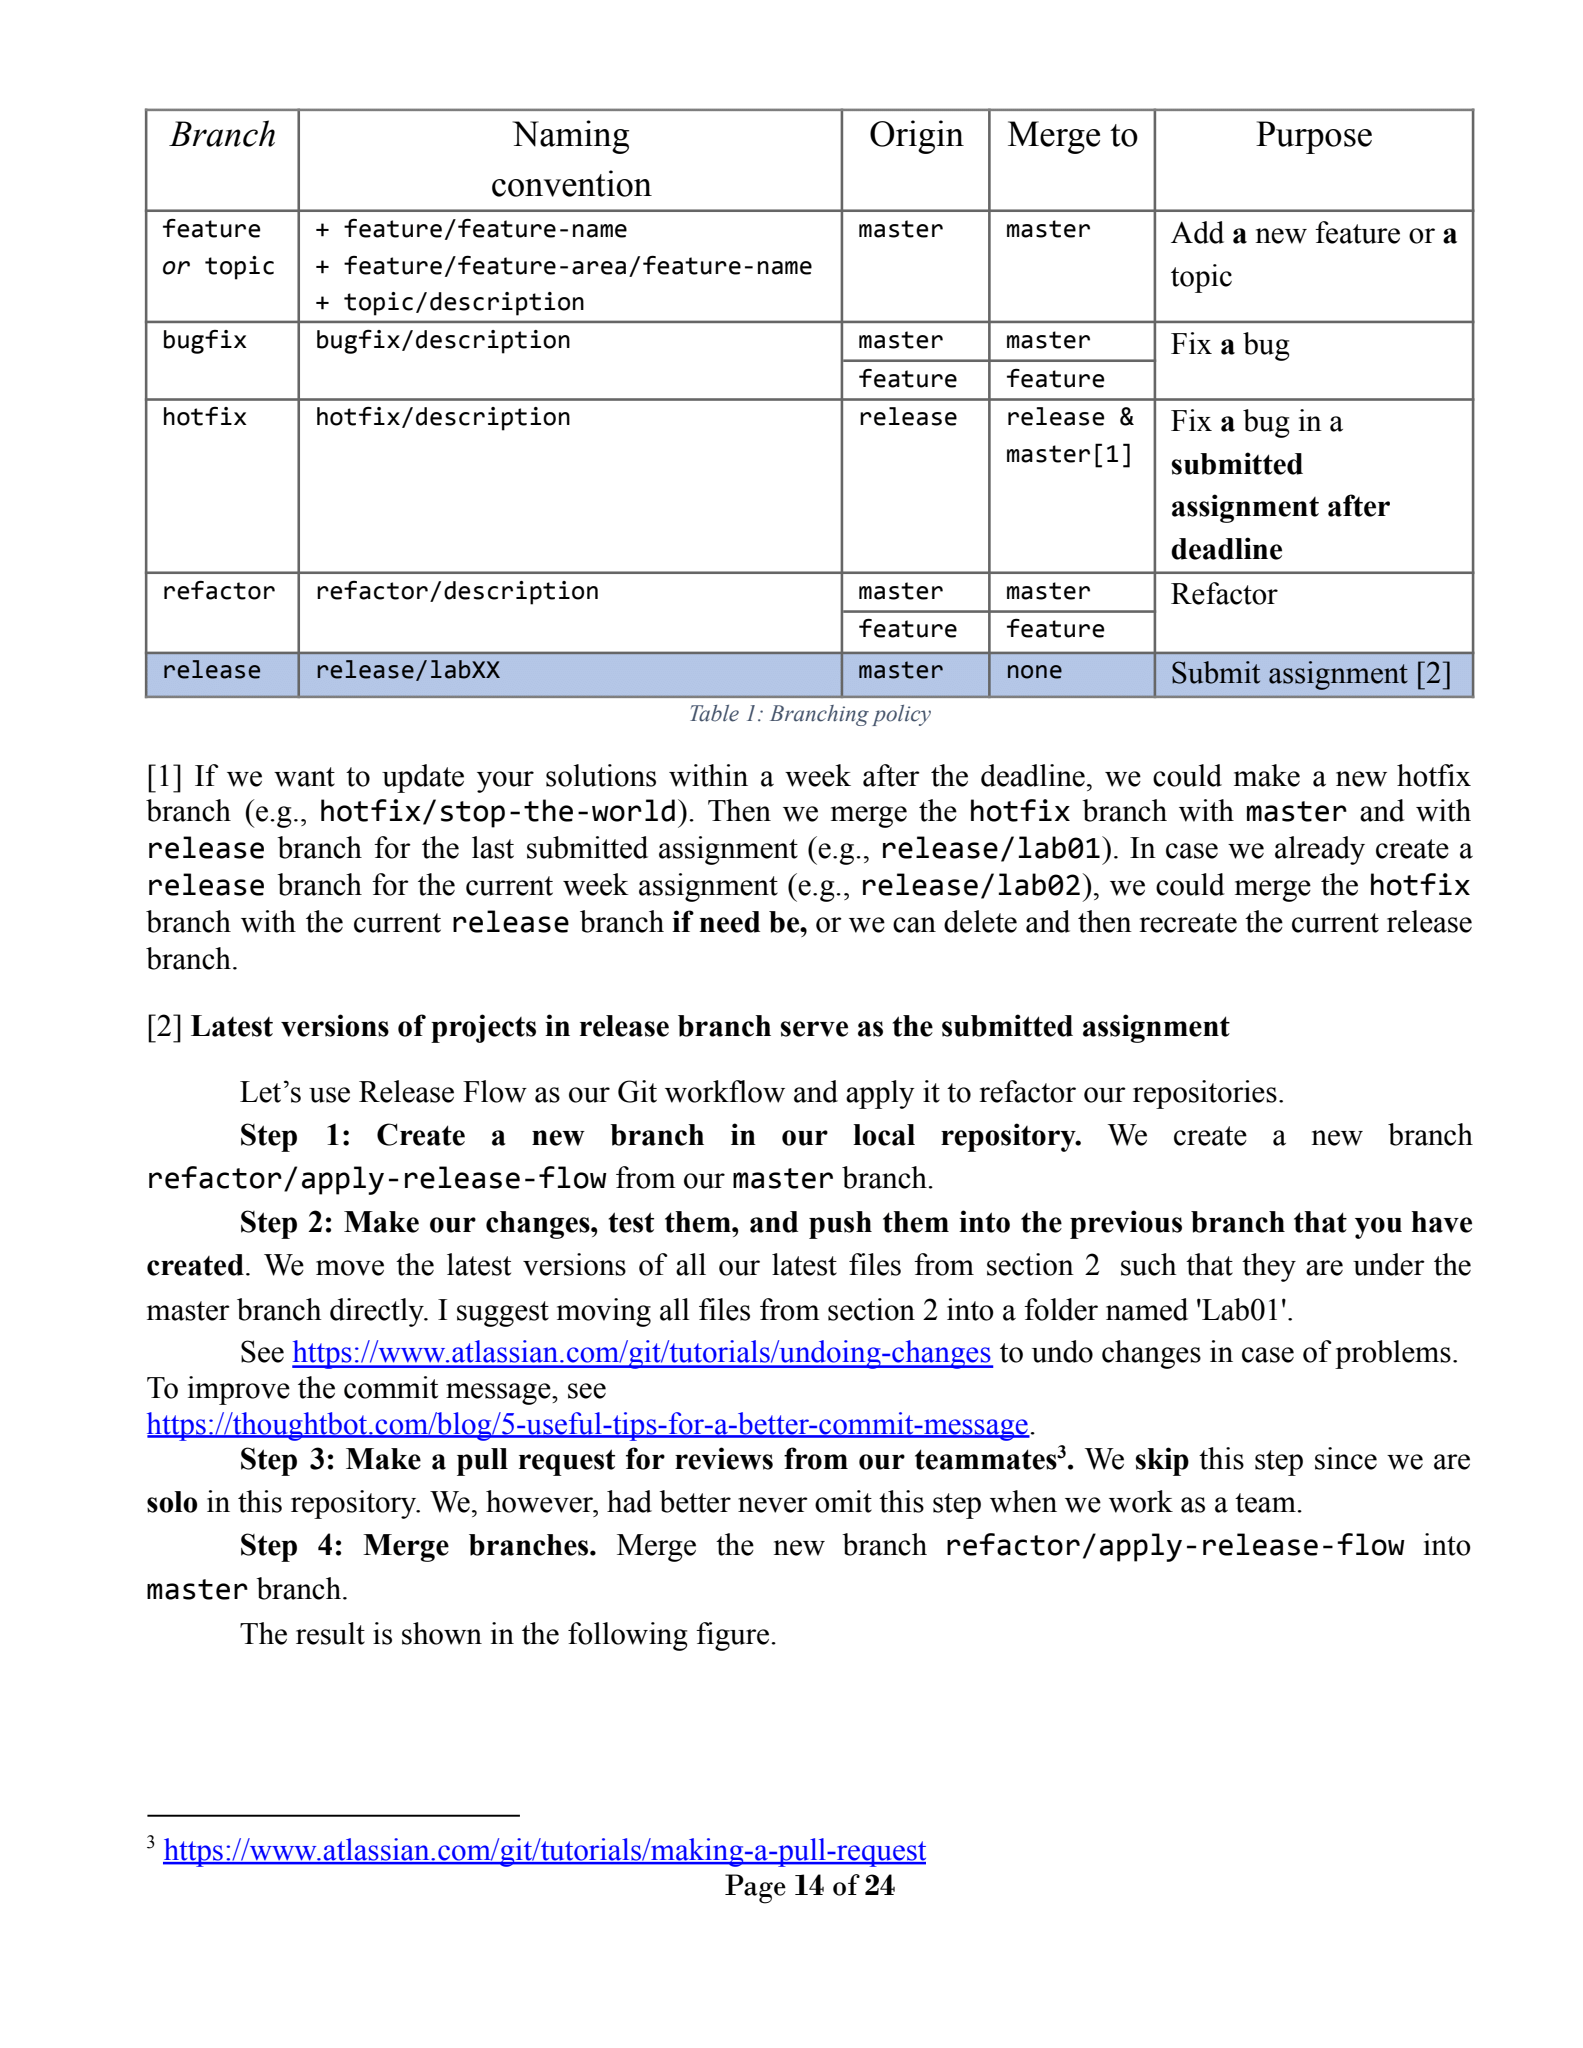 Branch Naming convention Origin Merge to Purpose
feature or topic + feature/feature-name master master Add a new feature or a topic
+ feature/feature-area/feature-name
+ topic/description
bugfix bugfix/description master master Fix a bug
feature feature
hotfix hotfix/description release release & master[1] Fix a bug in a submitted assignment after deadline
refactor refactor/description master master Refactor
feature feature
release release/labXX master none Submit assignment [2]
Table 1: Branching policy
[1] If we want to update your solutions within a week after the deadline, we could make a new hotfix
branch (e.g., hotfix/stop-the-world). Then we merge the hotfix branch with master and with
release branch for the last submitted assignment (e.g., release/lab01). In case we already create a
release branch for the current week assignment (e.g., release/lab02), we could merge the hotfix
branch with the current release branch if need be, or we can delete and then recreate the current release
branch.
[2] Latest versions of projects in release branch serve as the submitted assignment
Let’s use Release Flow as our Git workflow and apply it to refactor our repositories.
Step 1: Create a new branch in our local repository. We create a new branch
refactor/apply-release-flow from our master branch.
Step 2: Make our changes, test them, and push them into the previous branch that you have
created. We move the latest versions of all our latest files from section 2 such that they are under the
master branch directly. I suggest moving all files from section 2 into a folder named 'Lab01'.
See https://www.atlassian.com/git/tutorials/undoing-changes to undo changes in case of problems.
To improve the commit message, see
https://thoughtbot.com/blog/5-useful-tips-for-a-better-commit-message.
Step 3: Make a pull request for reviews from our teammates³. We skip this step since we are
solo in this repository. We, however, had better never omit this step when we work as a team.
Step 4: Merge branches. Merge the new branch refactor/apply-release-flow into
master branch.
The result is shown in the following figure.
³ https://www.atlassian.com/git/tutorials/making-a-pull-request
Page 14 of 24